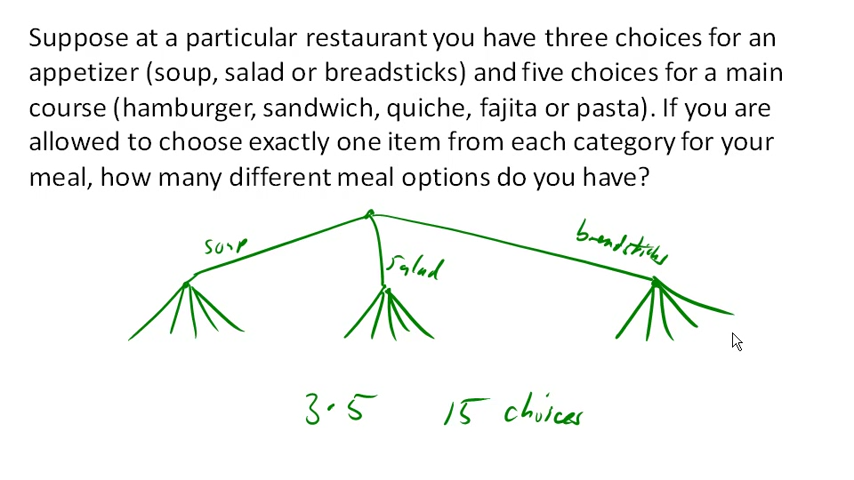 Suppose at a particular restaurant you have three choices for an
appetizer (soup, salad or breadsticks) and five choices for a main
course (hamburger, sandwich, quiche, fajita or pasta). If you are
allowed to choose exactly one item from each category for your
meal, how many different meal options do you have?
soup
salad
breadsticks
3·5 15 choices